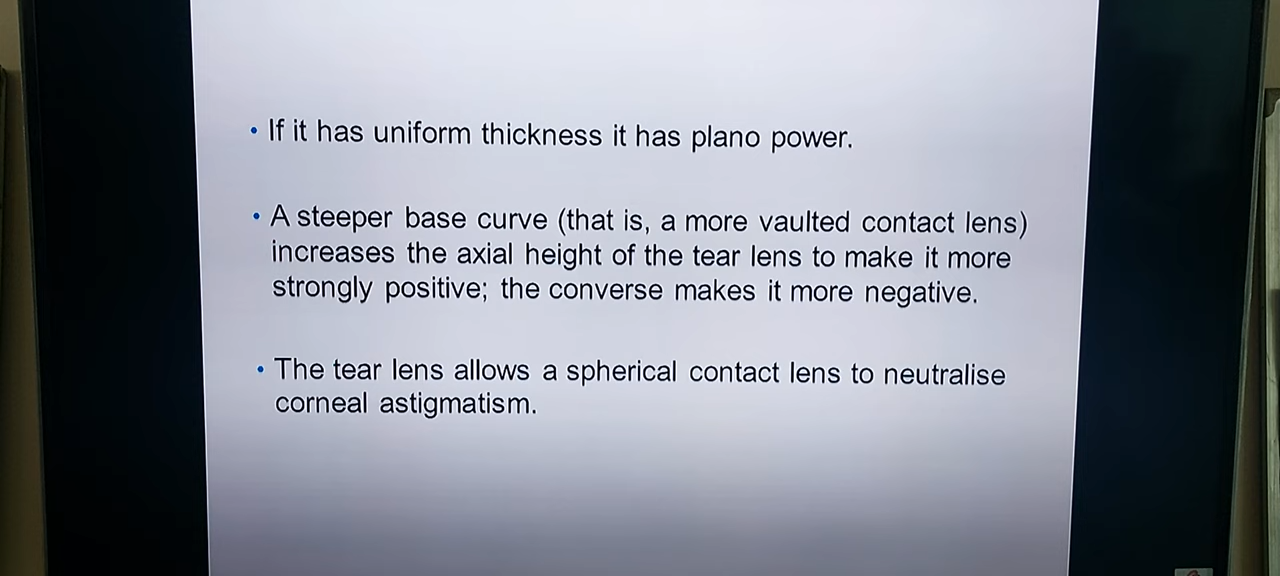 • If it has uniform thickness it has plano power.
• A steeper base curve (that is, a more vaulted contact lens)
increases the axial height of the tear lens to make it more
strongly positive; the converse makes it more negative.
• The tear lens allows a spherical contact lens to neutralise
corneal astigmatism.